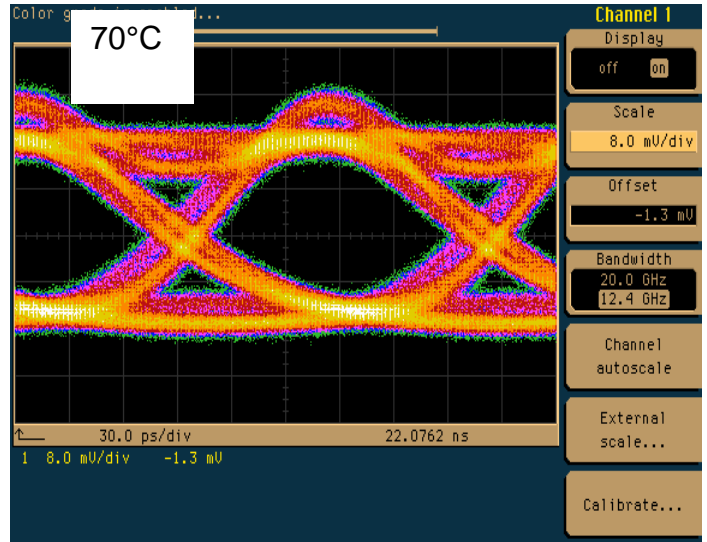 Color g
70°C
Channel 1
Display
off on
Scale
8.0 mV/div
Offset
-1.3 mV
Bandwidth
20.0 GHz
12.4 GHz
Channel
autoscale
External
scale...
Calibrate...
30.0 ps/div 22.0762 ns
1 8.0 mV/div -1.3 mV